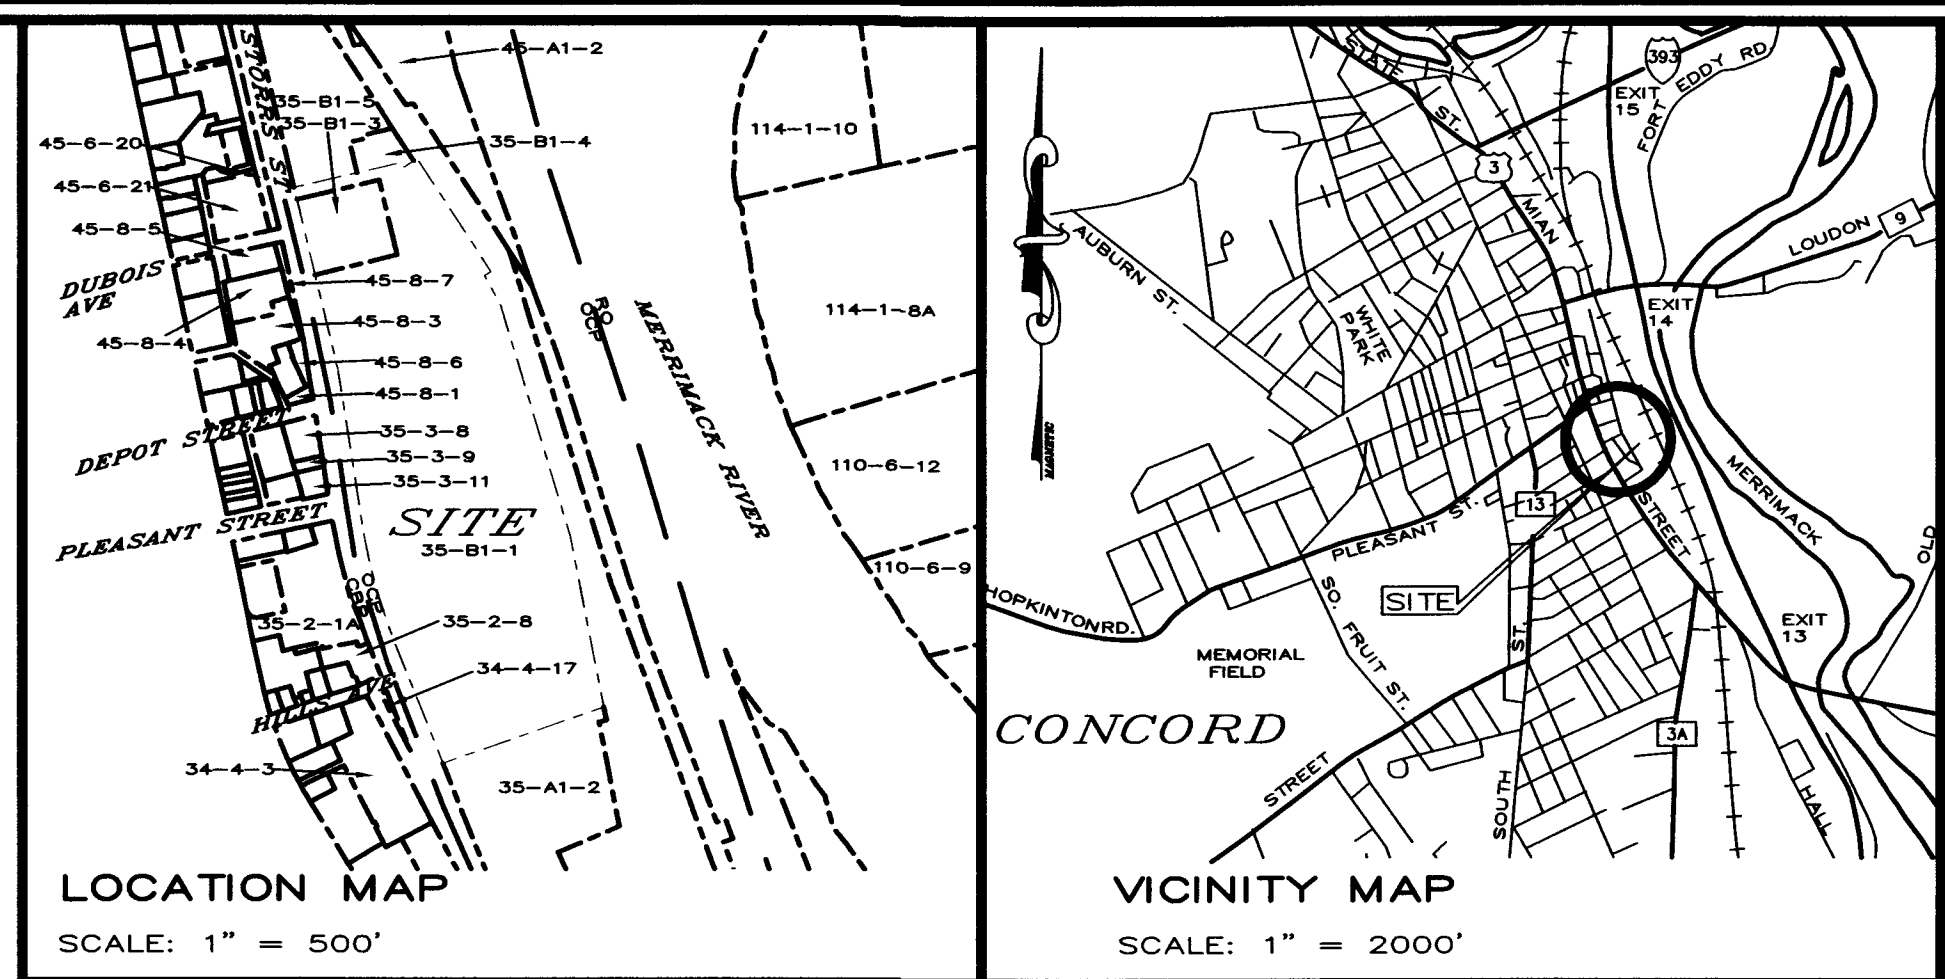 STORRS ST
45-A1-2
35-B1-5
35-B1-3
35-B1-4
45-6-20
45-6-21
45-8-5
DUBOIS
AVE
45-8-7
45-8-3
45-8-4
45-8-6
45-8-1
DEPOT STREET
35-3-8
35-3-9
35-3-11
PLEASANT STREET
SITE
35-B1-1
RO
OCP
MERRIMACK RIVER
114-1-10
114-1-8A
110-6-12
110-6-9
OCP
CBP
35-2-1A
35-2-8
34-4-17
HILLS AVE
34-4-3
35-A1-2
LOCATION MAP
SCALE: 1" = 500'
STATE
ST.
393
EXIT
15
FORT EDDY RD.
3
MIAN
LOUDON
9
AUBURN ST.
EXIT
14
WHITE
PARK
MAGNETIC
MERRIMACK
13
STREET
PLEASANT ST.
OLD
SITE
HOPKINTON RD.
SO. FRUIT ST.
ST.
EXIT
13
MEMORIAL
FIELD
CONCORD
3A
STREET
SOUTH
HALL
VICINITY MAP
SCALE: 1" = 2000'